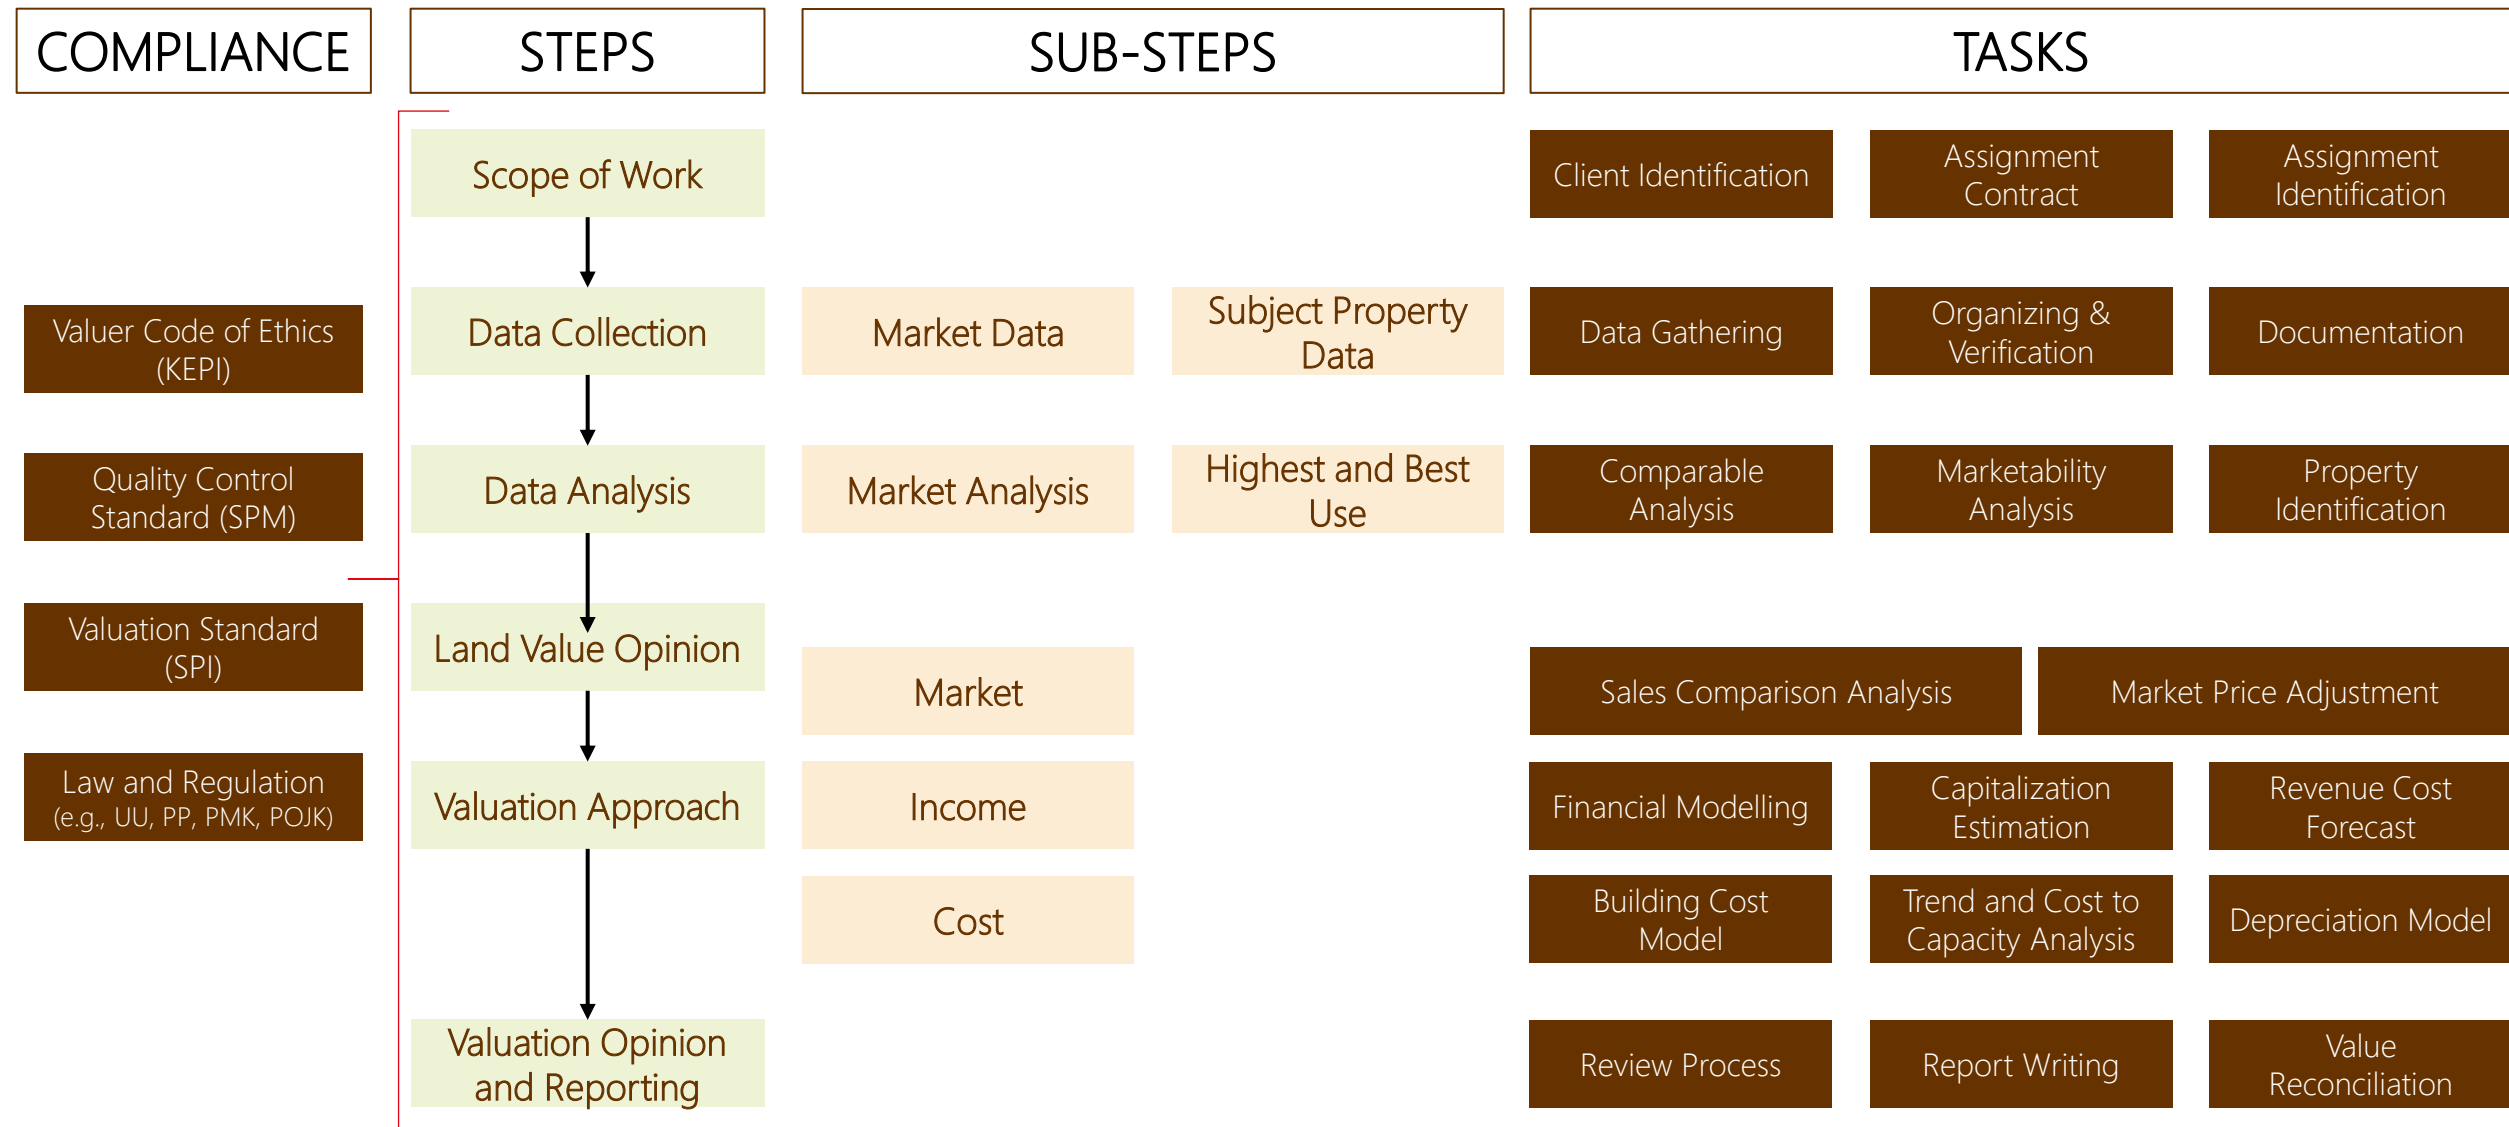 COMPLIANCE
STEPS
SUB-STEPS
TASKS
Valuer Code of Ethics
(KEPI)
Quality Control
Standard (SPM)
Valuation Standard
(SPI)
Law and Regulation
(e.g., UU, PP, PMK, POJK)
Scope of Work
Data Collection
Data Analysis
Land Value Opinion
Valuation Approach
Valuation Opinion
and Reporting
Market Data
Subject Property
Data
Market Analysis
Highest and Best
Use
Market
Income
Cost
Client Identification
Assignment
Contract
Assignment
Identification
Data Gathering
Organizing &
Verification
Documentation
Comparable
Analysis
Marketability
Analysis
Property
Identification
Sales Comparison Analysis
Market Price Adjustment
Financial Modelling
Capitalization
Estimation
Revenue Cost
Forecast
Building Cost
Model
Trend and Cost to
Capacity Analysis
Depreciation Model
Review Process
Report Writing
Value
Reconciliation